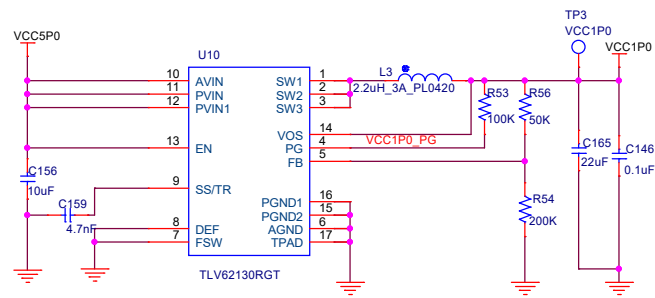 TP3
VCC5P0
VCC1P0
VCC1P0
U10
L3
2.2uH_3A_PL0420
10 AVIN SW1 1
11 PVIN SW2 2
12 PVIN1 SW3 3
R53
100K
R56
50K
VOS 14
VCC1P0_PG
13 EN PG 4
FB 5
C165
22uF
C146
0.1uF
C156
10uF
9 SS/TR
C159
4.7nF
PGND1 16
PGND2 15
R54
200K
8 DEF AGND 6
7 FSW TPAD 17
TLV62130RGT